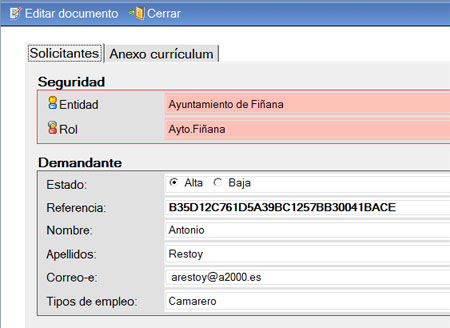 Editar documento Cerrar
Solicitantes Anexo currículum
Seguridad
Entidad Ayuntamiento de Fiñana
Rol Ayto.Fiñana
Demandante
Estado: Alta Baja
Referencia: B35D12C761D5A39BC1257BB30041BACE
Nombre: Antonio
Apellidos: Restoy
Correo-e: arestoy@a2000.es
Tipos de empleo: Camarero